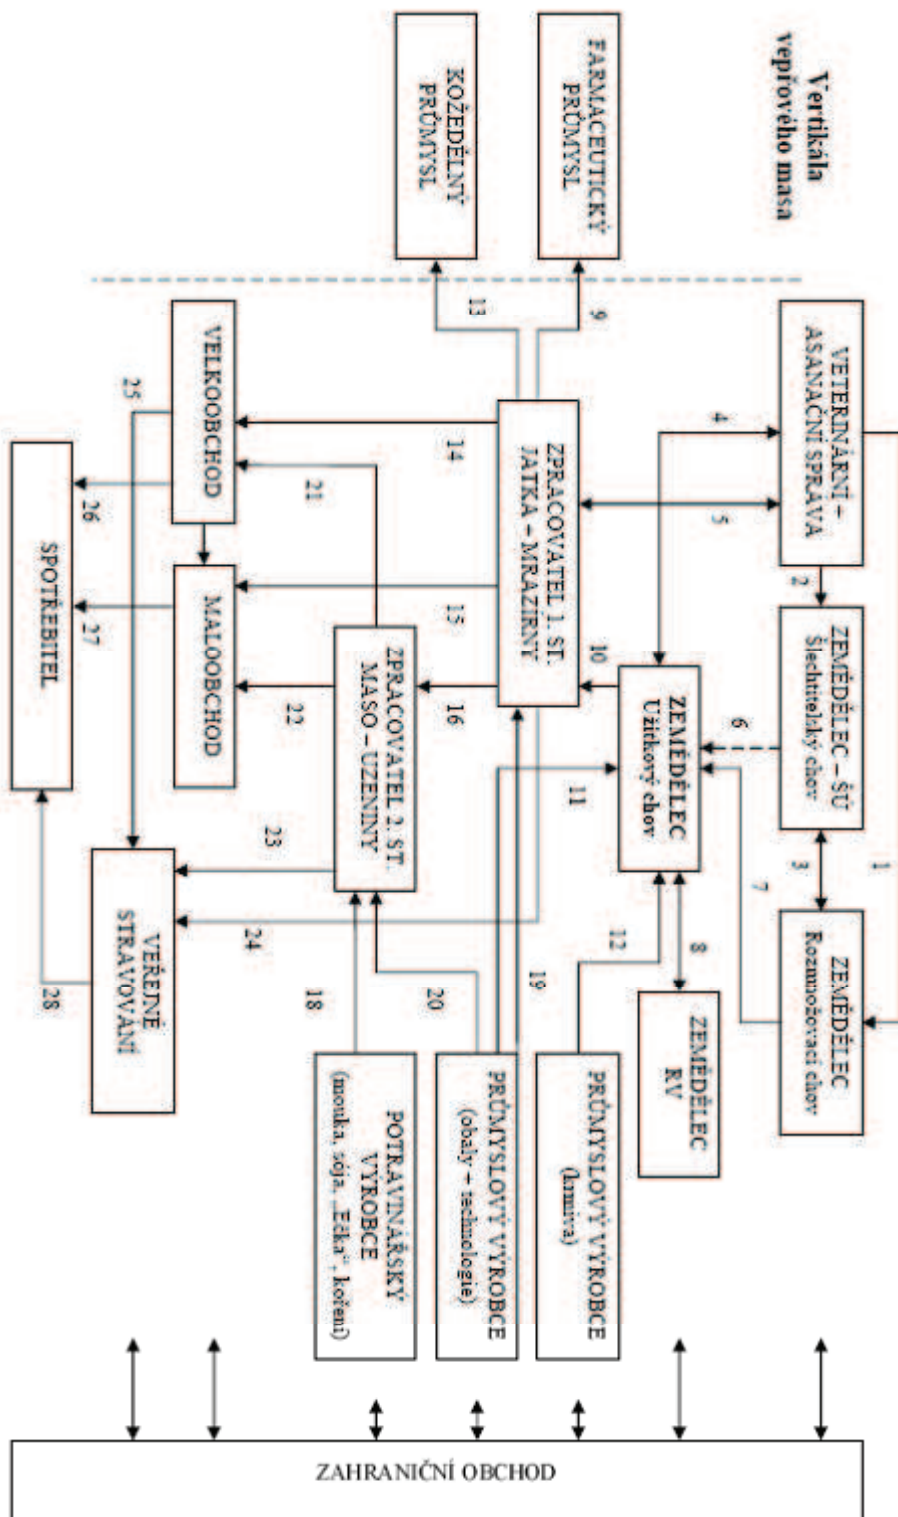 Vertikála
vepřového masa
FARMACEUTICKÝ
PRŮMYSL
KOŽEDĚLNÝ
PRŮMYSL
VETERINÁRNÍ –
ASANAČNÍ SPRÁVA
ZEMĚDĚLEC – ŠÚ
Šlechtitelský chov
ZEMĚDĚLEC
Rozmnožovací chov
1
2
3
4
5
6
7
8
9
10
11
12
13
14
15
16
18
19
20
21
22
23
24
25
26
27
28
ZEMĚDĚLEC
Užitkový chov
ZEMĚDĚLEC
RV
ZPRACOVATEL 1. ST.
JATKA – MRAZÍRNY
PRŮMYSLOVÝ VÝROBCE
(krmiva)
PRŮMYSLOVÝ VÝROBCE
(obaly + technologie)
ZPRACOVATEL 2. ST.
MASO – UZENINY
POTRAVINÁŘSKÝ
VÝROBCE
(mouka, sója, „Ečka“, koření)
VELKOOBCHOD
MALOOBCHOD
VEŘEJNÉ
STRAVOVÁNÍ
SPOTŘEBITEL
ZAHRANIČNÍ OBCHOD